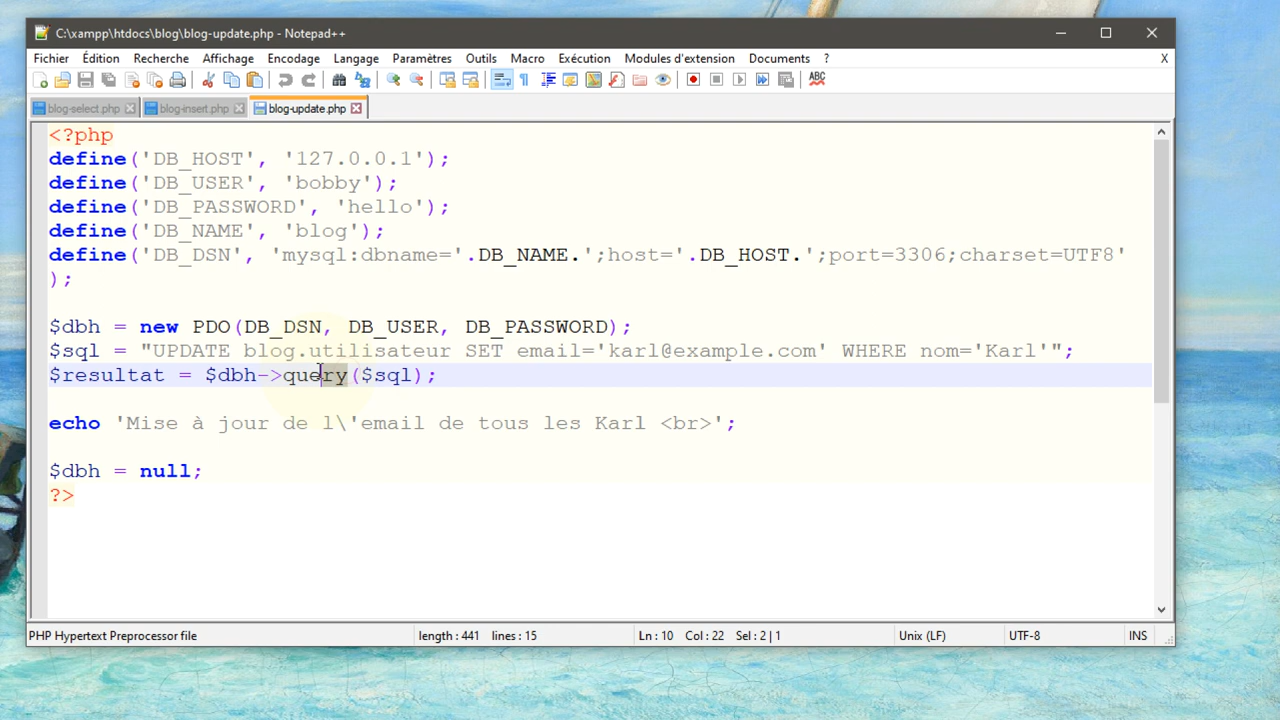 C:\xampp\htdocs\blog\blog-update.php - Notepad++
Fichier Édition Recherche Affichage Encodage Langage Paramètres Outils Macro Exécution Modules d'extension Documents ? X
blog-select.php blog-insert.php blog-update.php
<?php
define('DB_HOST', '127.0.0.1');
define('DB_USER', 'bobby');
define('DB_PASSWORD', 'hello');
define('DB_NAME', 'blog');
define('DB_DSN', 'mysql:dbname='.DB_NAME.';host='.DB_HOST.';port=3306;charset=UTF8'
);
$dbh = new PDO(DB_DSN, DB_USER, DB_PASSWORD);
$sql = "UPDATE blog.utilisateur SET email='karl@example.com' WHERE nom='Karl'";
$resultat = $dbh->query($sql);
echo 'Mise à jour de l\'email de tous les Karl <br>';
$dbh = null;
?>
PHP Hypertext Preprocessor file length : 441 lines : 15 Ln : 10 Col : 22 Sel : 2 | 1 Unix (LF) UTF-8 INS